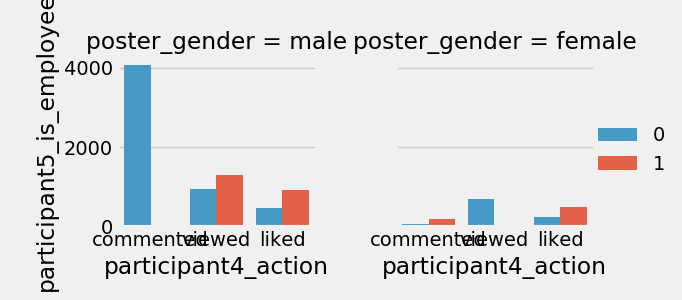 participant5_is_employee
poster_gender = male
poster_gender = female
4000
2000
0
commented
viewed
liked
commented
viewed
liked
participant4_action
participant4_action
0
1